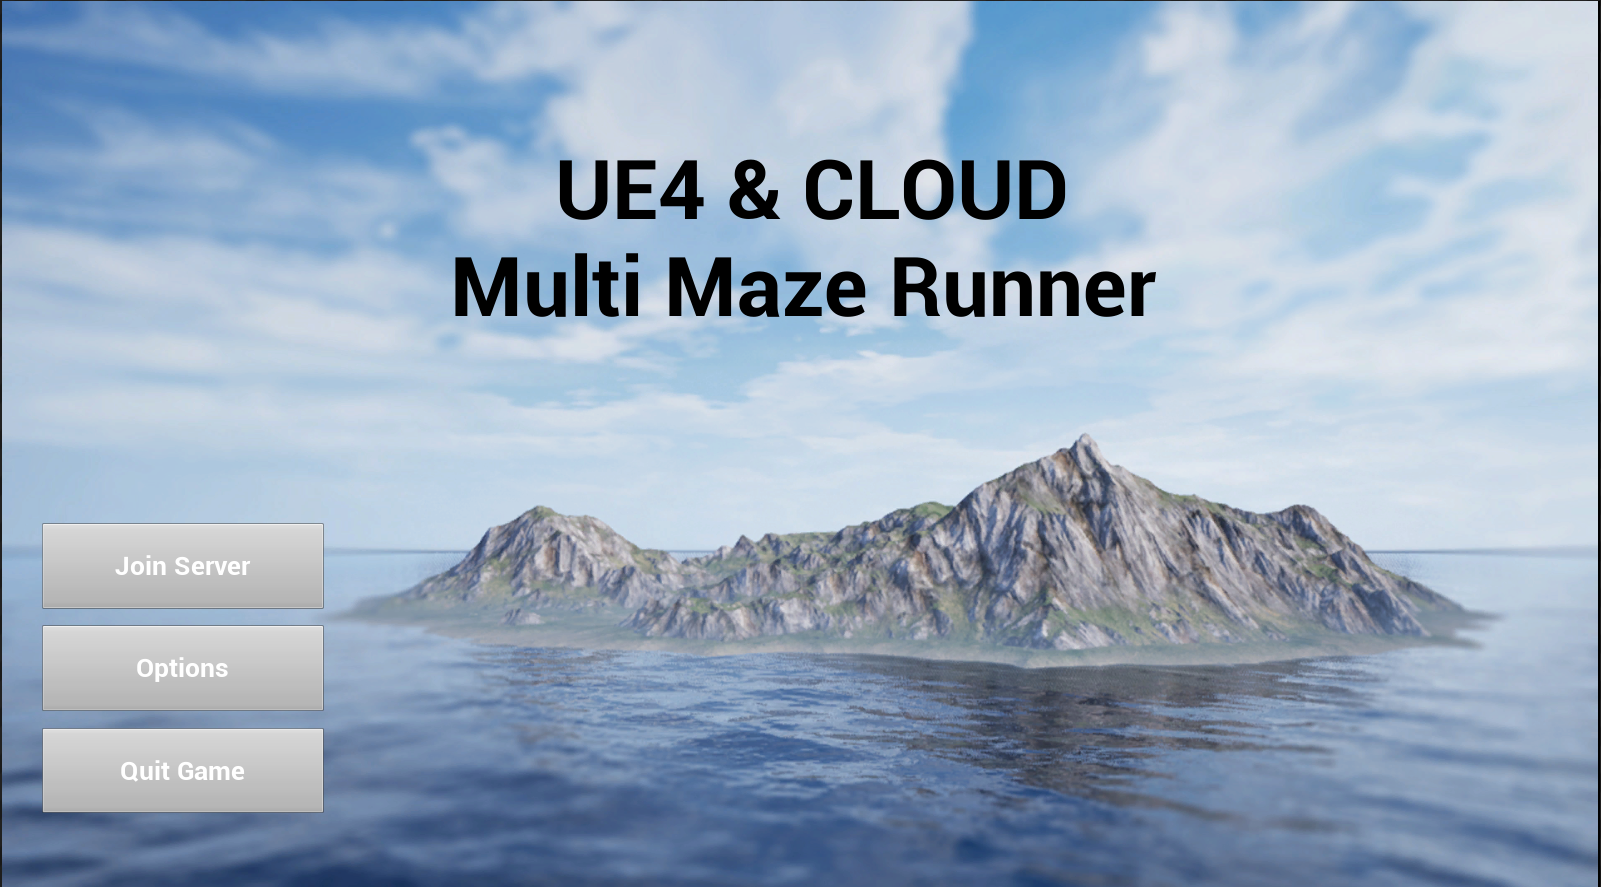 UE4 & CLOUD
Multi Maze Runner
Join Server
Options
Quit Game